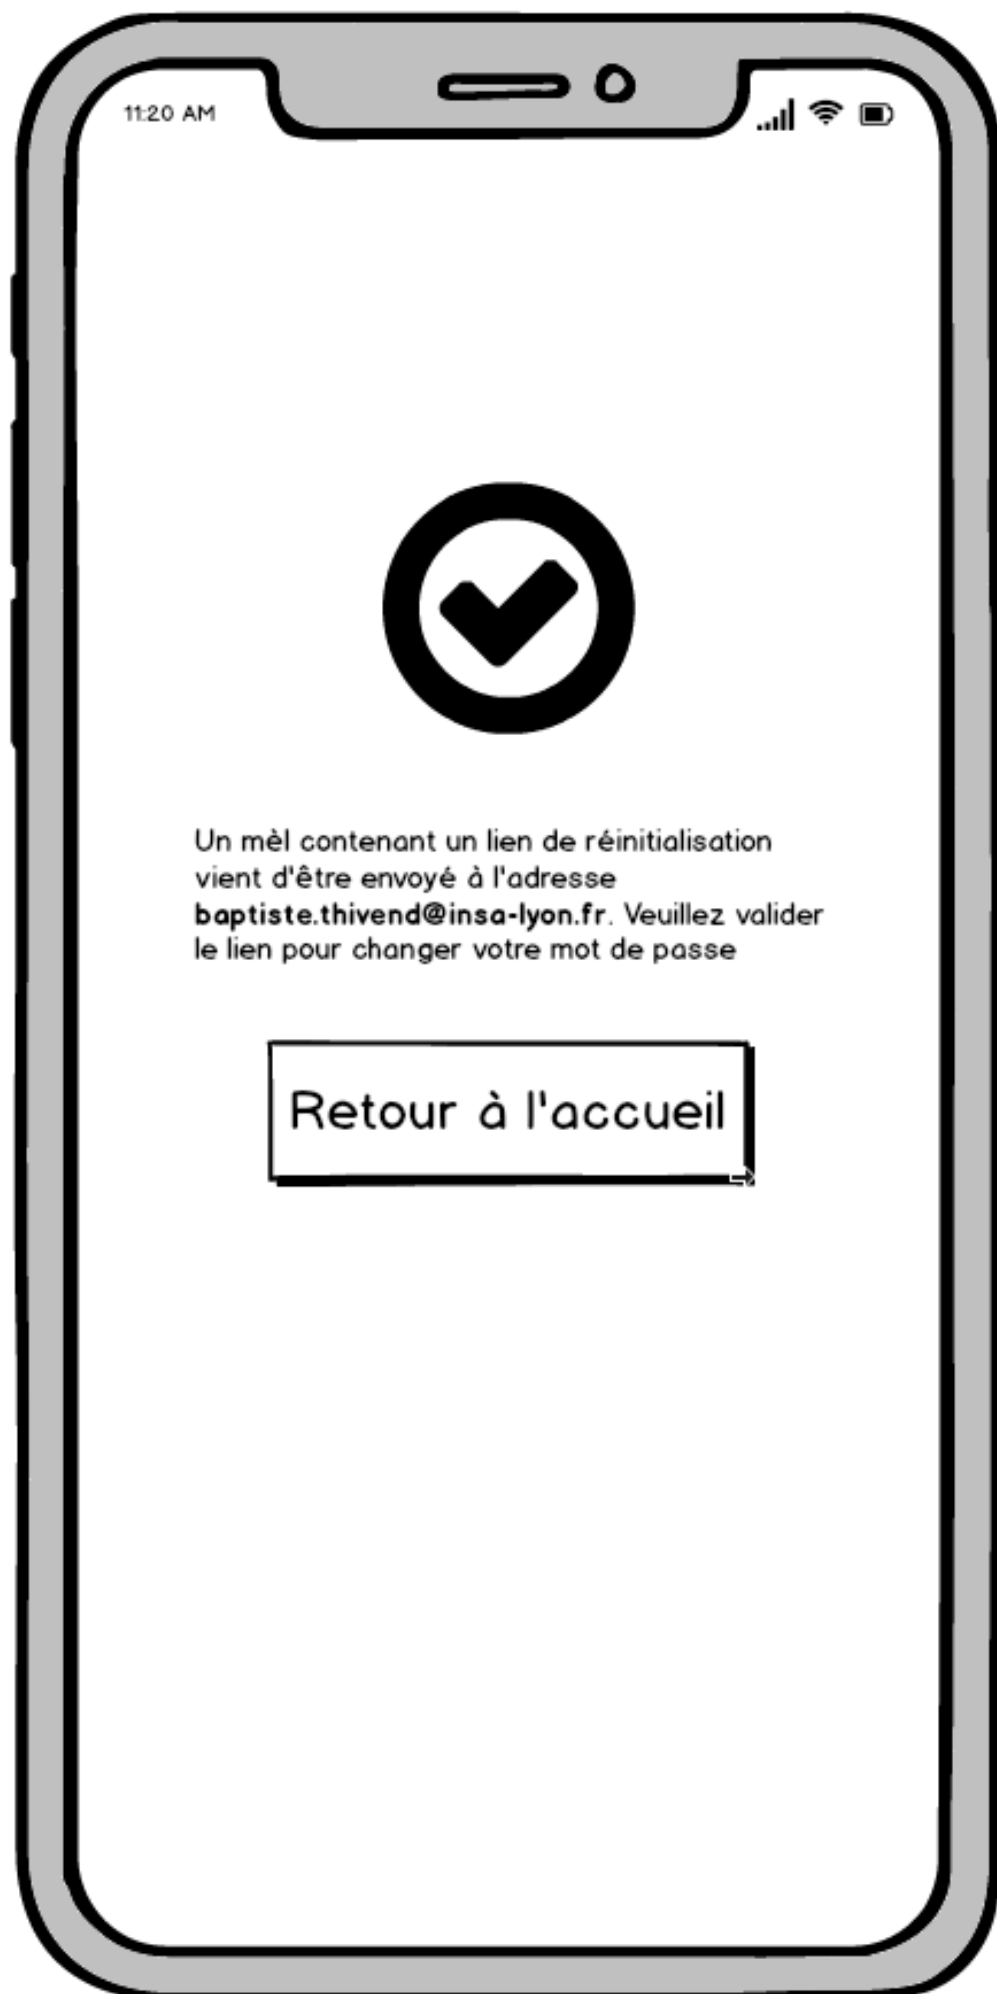 11:20 AM
Un mèl contenant un lien de réinitialisation
vient d'être envoyé à l'adresse
baptiste.thivend@insa-lyon.fr. Veuillez valider
le lien pour changer votre mot de passe
Retour à l'accueil